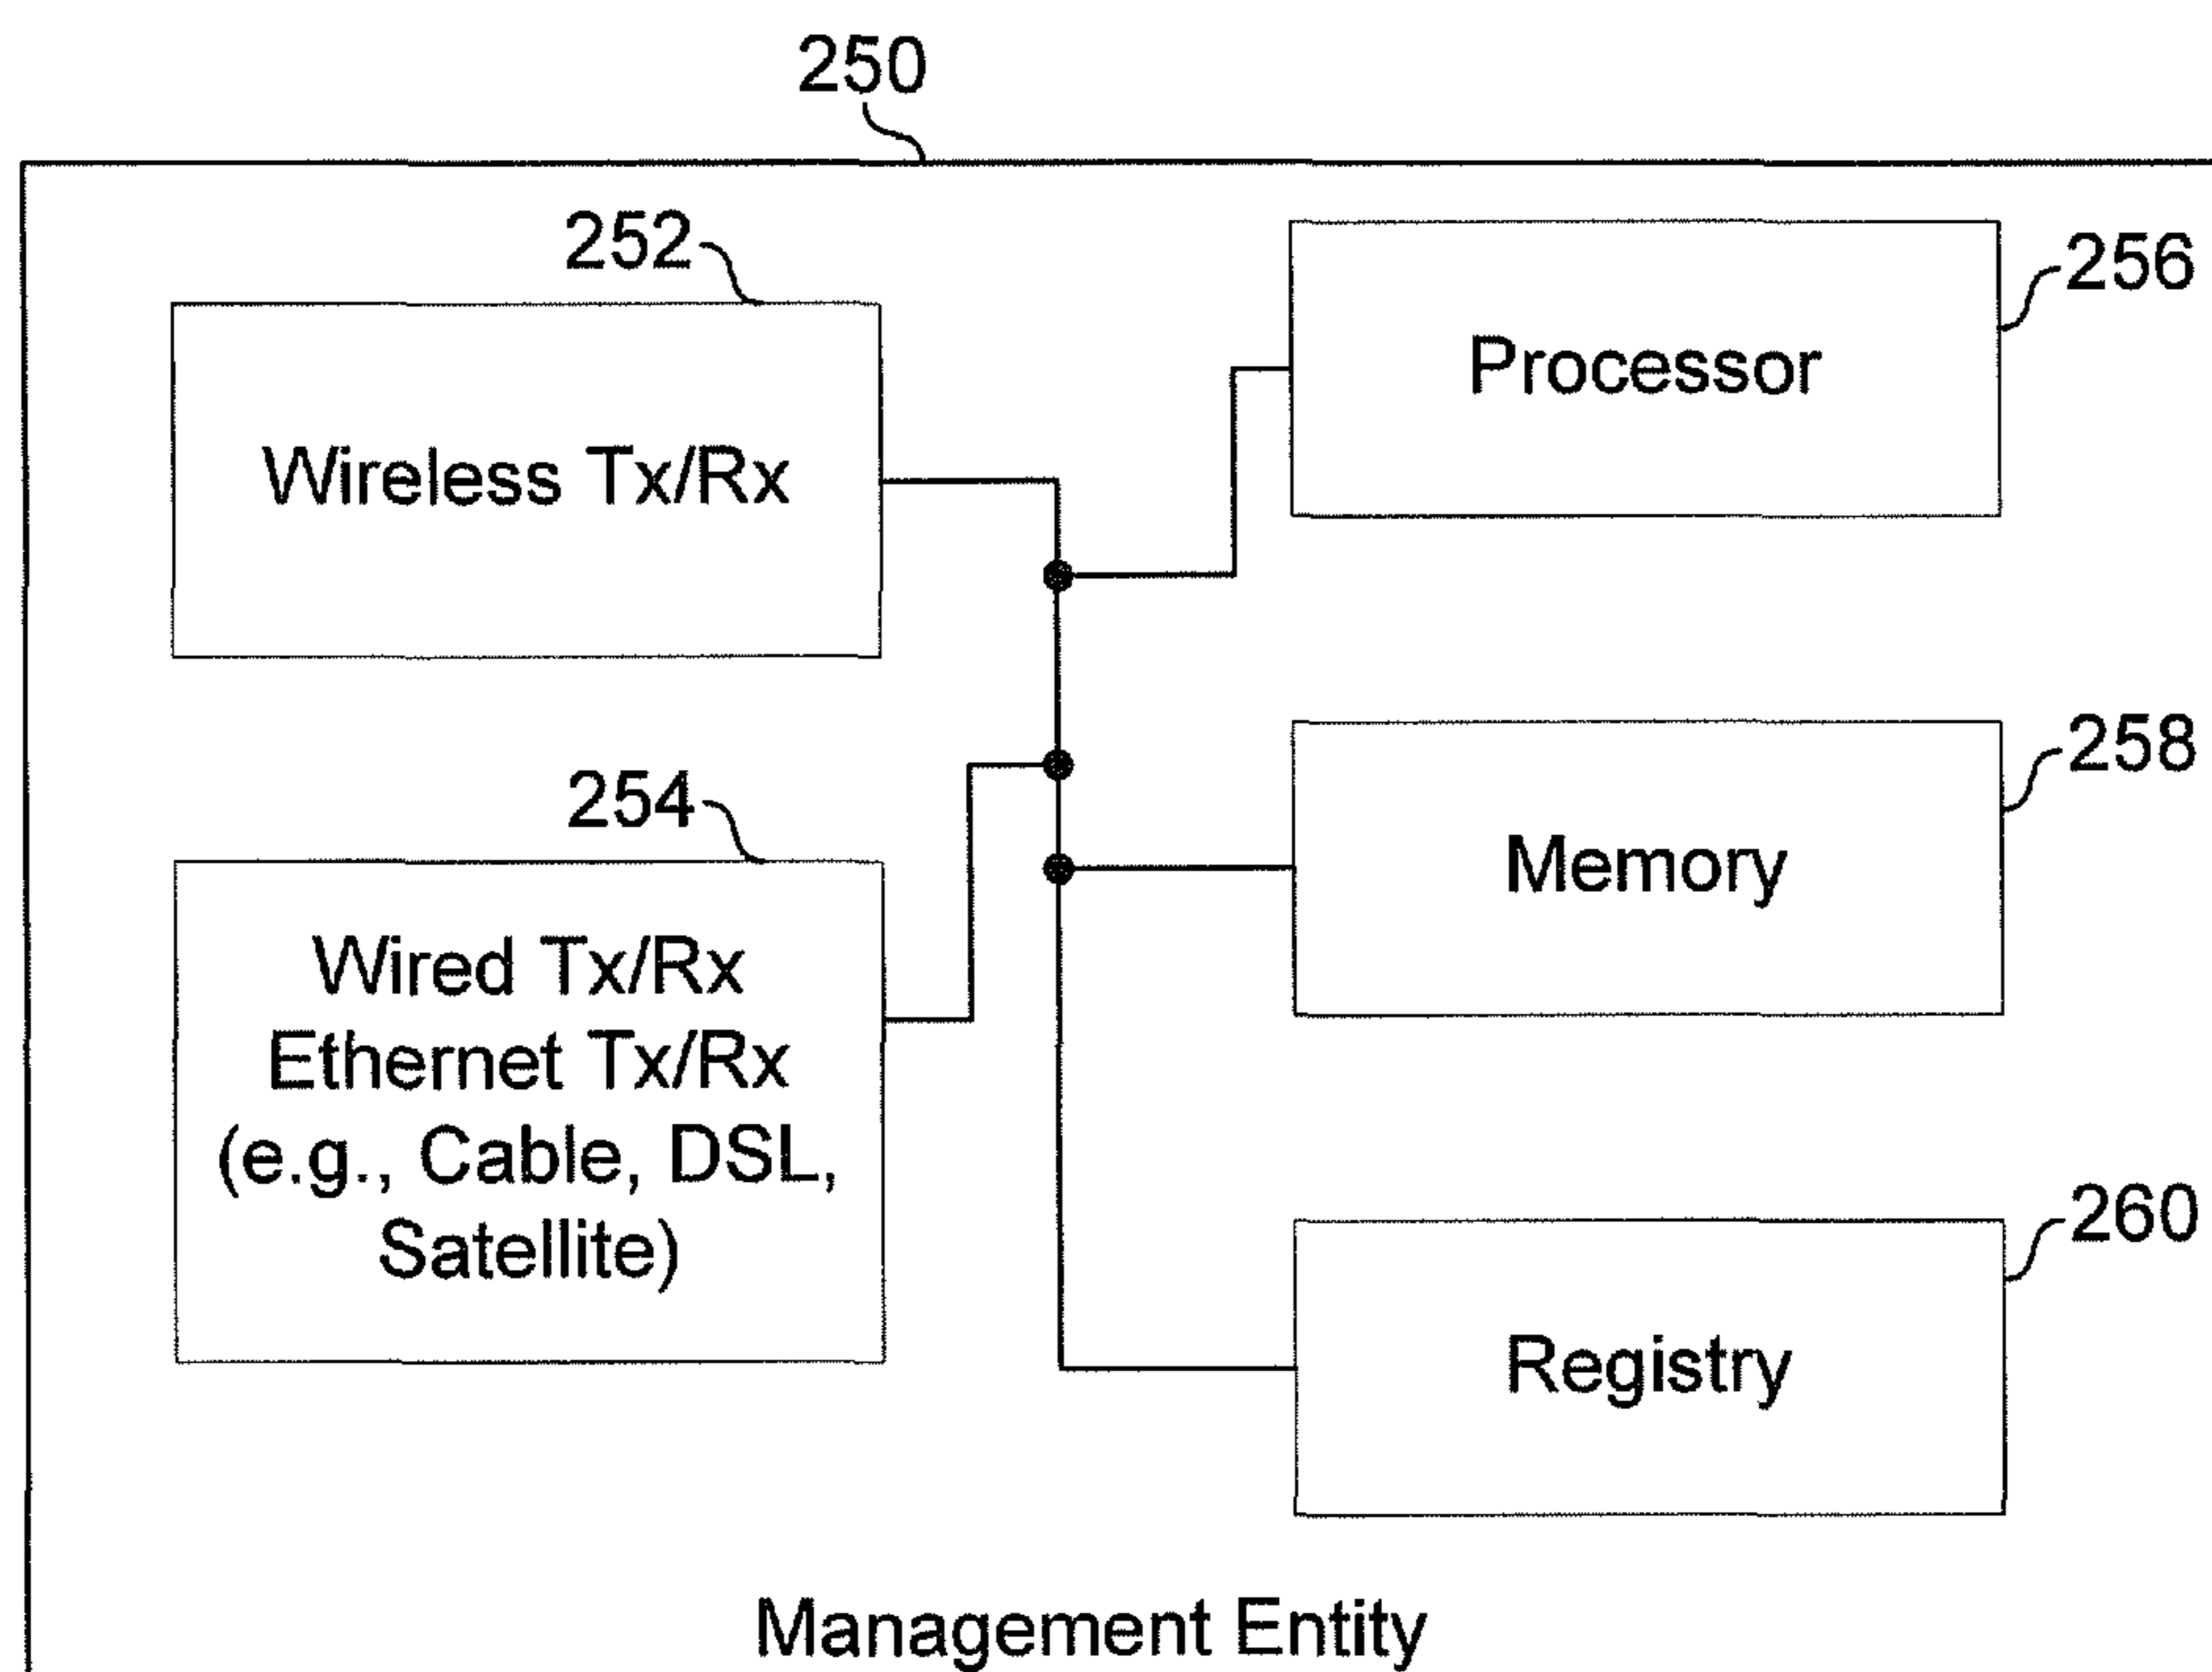 250
252
Wireless Tx/Rx
256
Processor
254
Wired Tx/Rx
Ethernet Tx/Rx
(e.g., Cable, DSL,
Satellite)
258
Memory
260
Registry
Management Entity